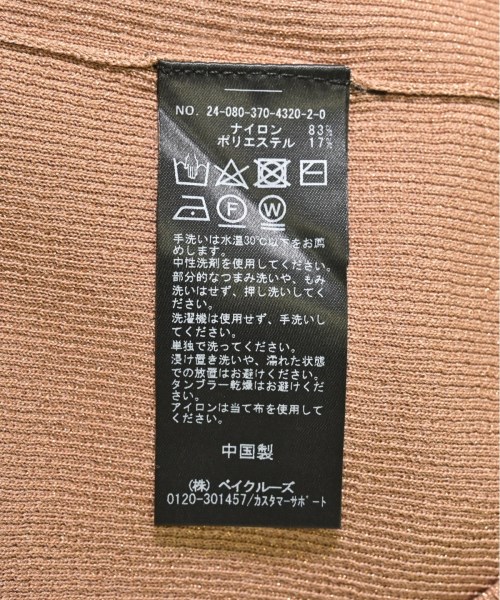 NO. 24-080-370-4320-2-0
ナイロン 83%
ポリエステル 17%
F W
手洗いは水温30℃以下をお薦
めします。
中性洗剤を使用してください。
部分的なつまみ洗いや、もみ
洗いはせず、押し洗いしてく
ださい。
洗濯機は使用せず、手洗いし
てください。
単独で洗ってください。
浸け置き洗いや、濡れた状態
での放置はお避けください。
タンブラー乾燥はお避けくだ
さい。
アイロンは当て布を使用して
ください。
中国製
(株) ベイクルーズ
0120-301457/カスタマーサポート